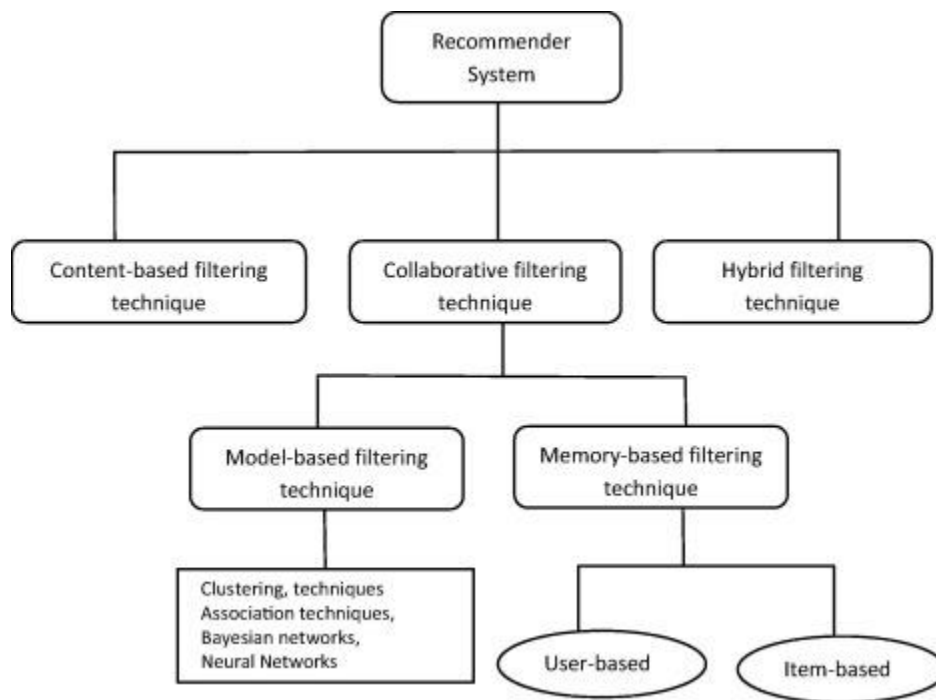 Recommender
System
Content-based filtering
technique
Collaborative filtering
technique
Hybrid filtering
technique
Model-based filtering
technique
Memory-based filtering
technique
Clustering, techniques
Association techniques,
Bayesian networks,
Neural Networks
User-based
Item-based